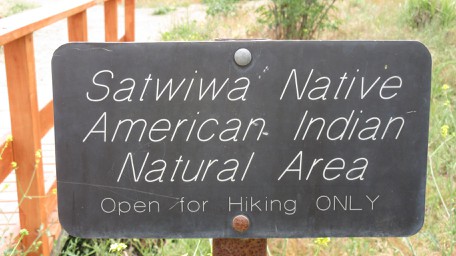 Satwiwa Native
American Indian
Natural Area
Open for Hiking ONLY